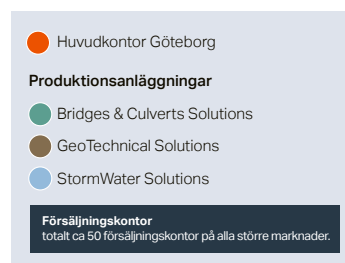 Huvudkontor Göteborg
Produktionsanläggningar
Bridges & Culverts Solutions
GeoTechnical Solutions
StormWater Solutions
Försäljningskontor
totalt ca 50 försäljningskontor på alla större marknader.